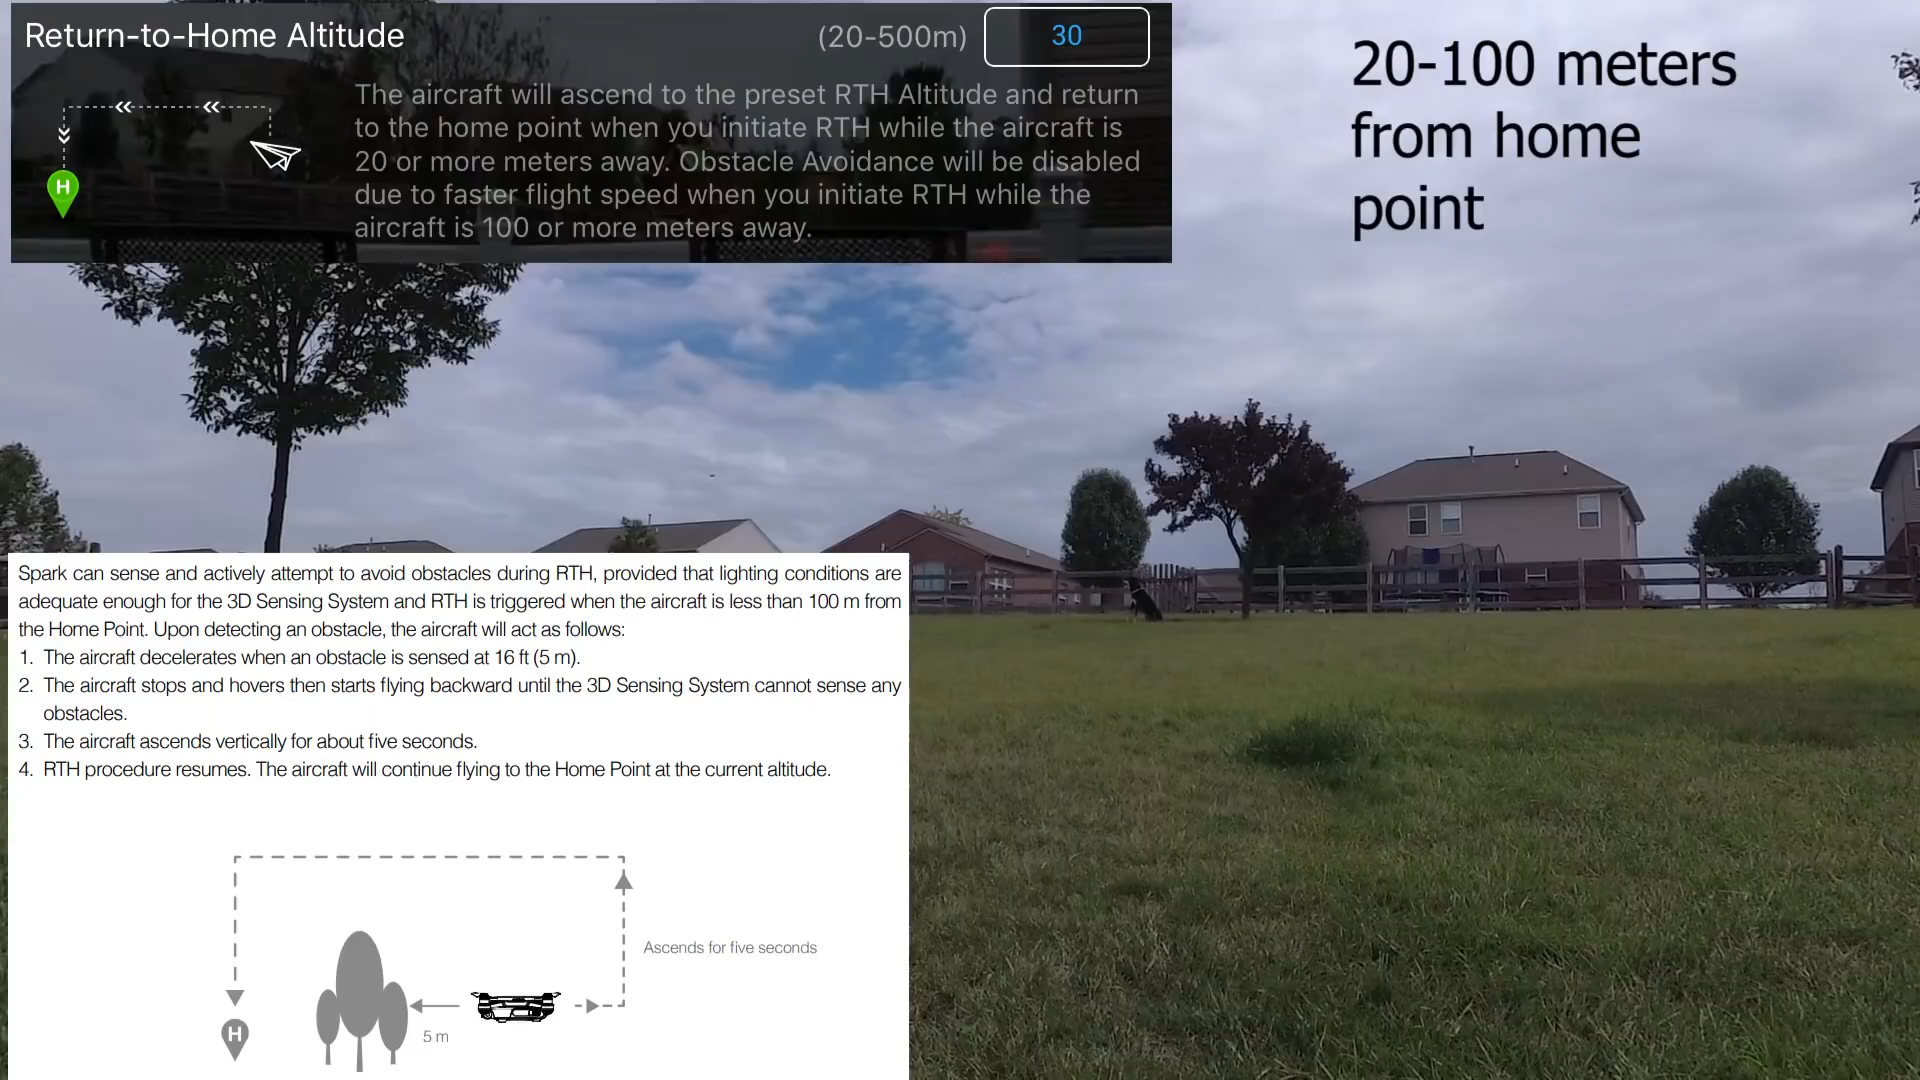 Return-to-Home Altitude (20-500m) 30
The aircraft will ascend to the preset RTH Altitude and return
to the home point when you initiate RTH while the aircraft is
20 or more meters away. Obstacle Avoidance will be disabled
due to faster flight speed when you initiate RTH while the
aircraft is 100 or more meters away.
H
20-100 meters
from home
point
Spark can sense and actively attempt to avoid obstacles during RTH, provided that lighting conditions are
adequate enough for the 3D Sensing System and RTH is triggered when the aircraft is less than 100 m from
the Home Point. Upon detecting an obstacle, the aircraft will act as follows:
1. The aircraft decelerates when an obstacle is sensed at 16 ft (5 m).
2. The aircraft stops and hovers then starts flying backward until the 3D Sensing System cannot sense any
obstacles.
3. The aircraft ascends vertically for about five seconds.
4. RTH procedure resumes. The aircraft will continue flying to the Home Point at the current altitude.
Ascends for five seconds
H
5 m